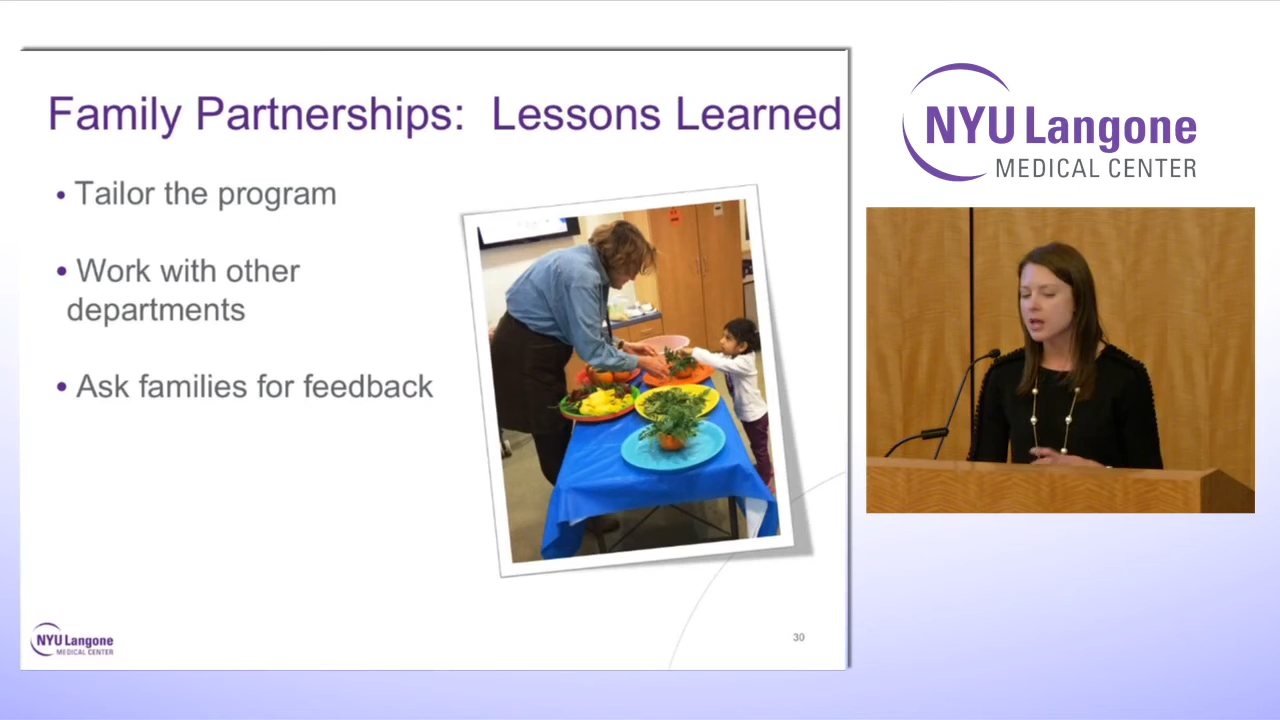 Family Partnerships: Lessons Learned
• Tailor the program
• Work with other
departments
• Ask families for feedback
NYU Langone
MEDICAL CENTER
30
NYU Langone
MEDICAL CENTER